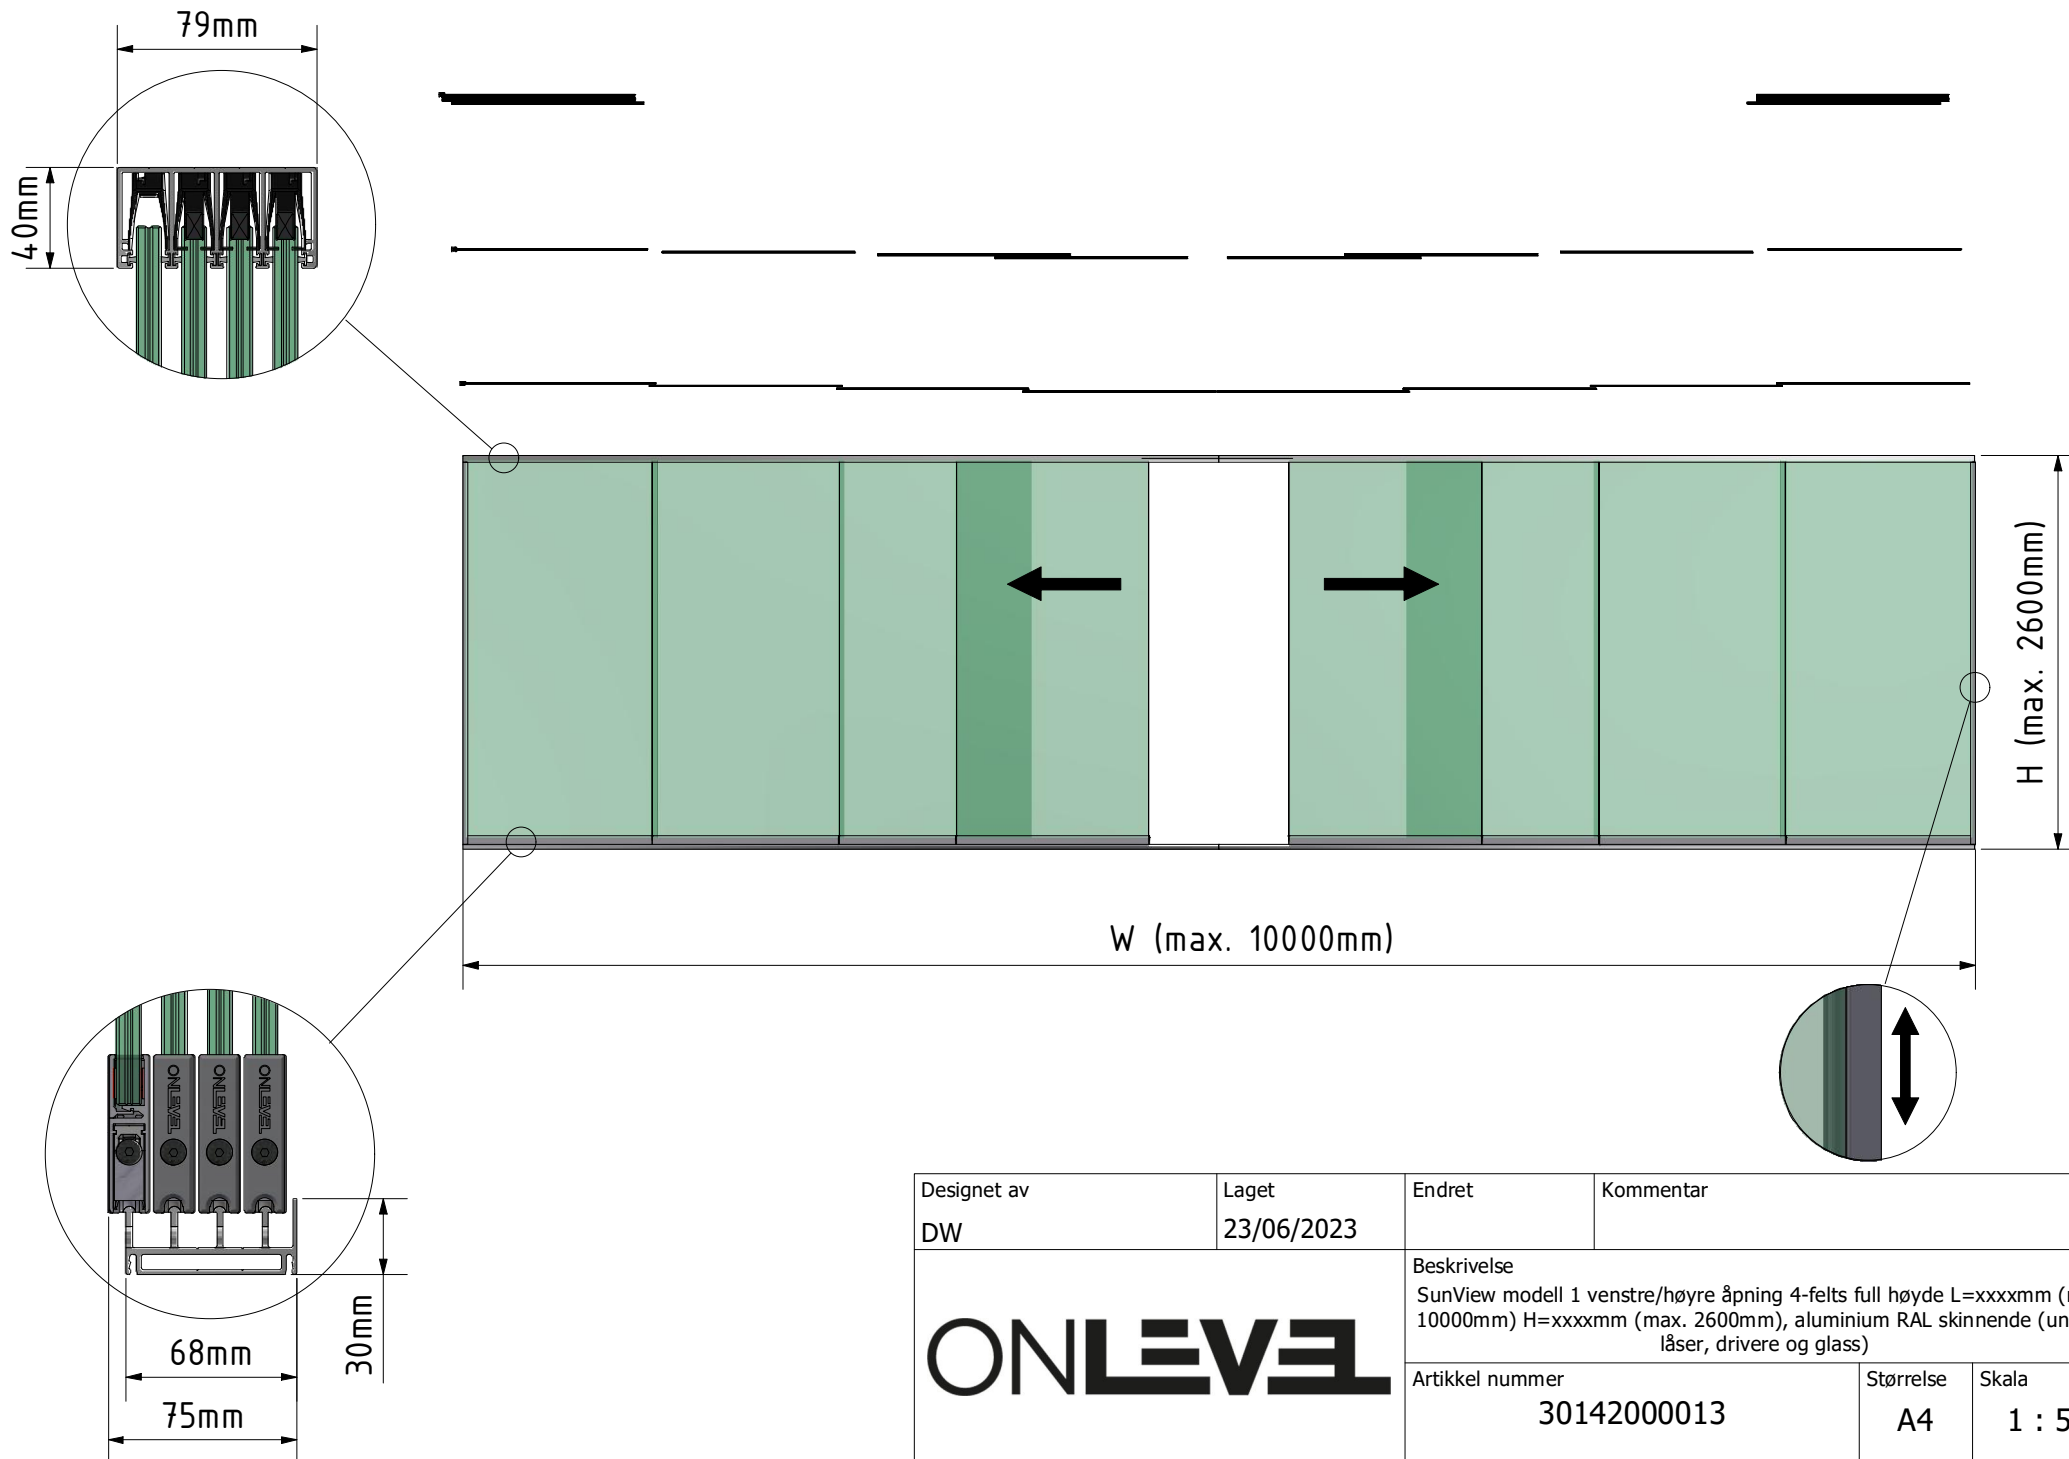 79mm
40mm
H (max. 2600mm)
W (max. 10000mm)
ONLEVEL
ONLEVEL
ONLEVEL
30mm
68mm
75mm
Designet av
DW
Laget
23/06/2023
Endret
Kommentar
ONLEVEL
Beskrivelse
SunView modell 1 venstre/høyre åpning 4-felts full høyde L=xxxxmm (
10000mm) H=xxxxmm (max. 2600mm), aluminium RAL skinnende (
låser, drivere og glass)
Artikkel nummer
30142000013
Størrelse
A4
Skala
1 : 5